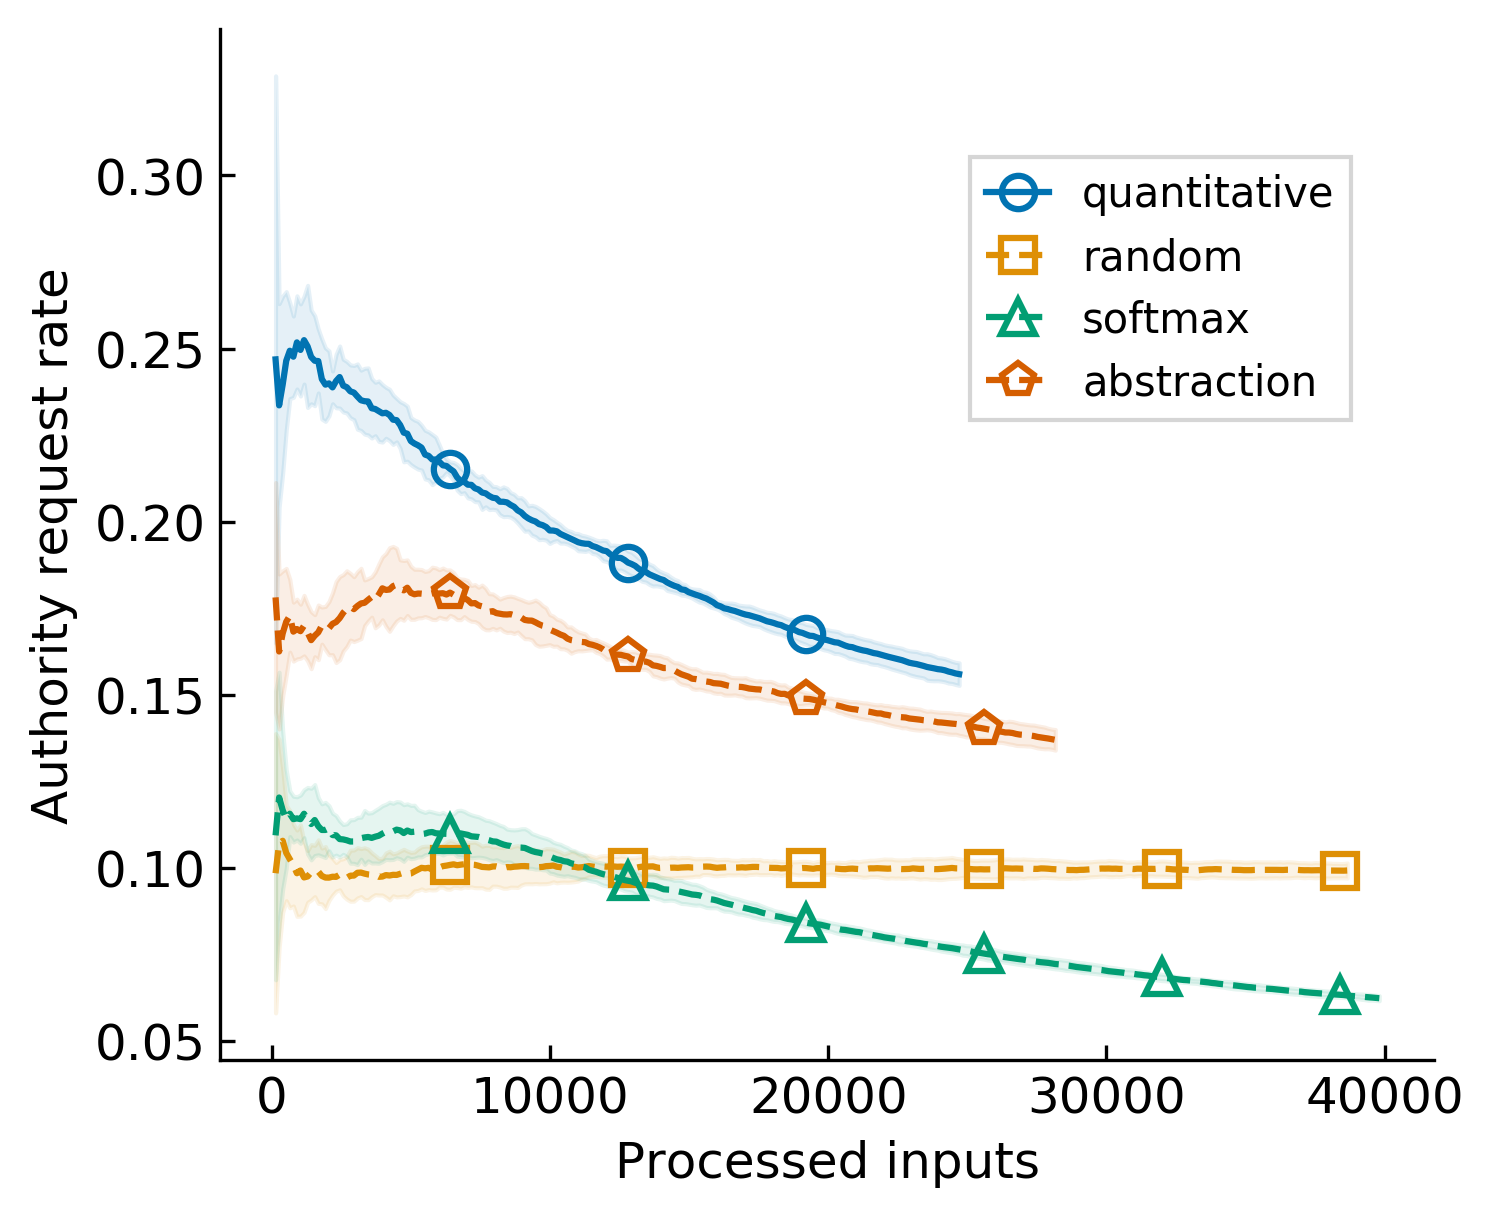 0.30
0.25
0.20
0.15
0.10
0.05
Authority request rate
quantitative
random
softmax
abstraction
0 10000 20000 30000 40000
Processed inputs